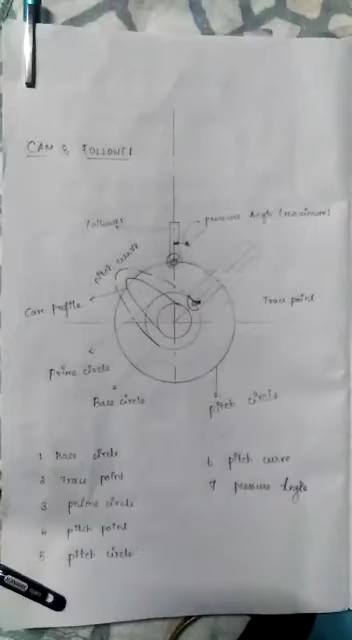 CAM & FOLLOWER
follower
pressure Angle (maximum)
pitch curve
Cam profile
Trace point
Prime circle
Base circle
pitch circle
1 Base circle
2 Trace point
3 prime circle
4 pitch point
5 pitch circle
6 pitch curve
7 pressure Angle